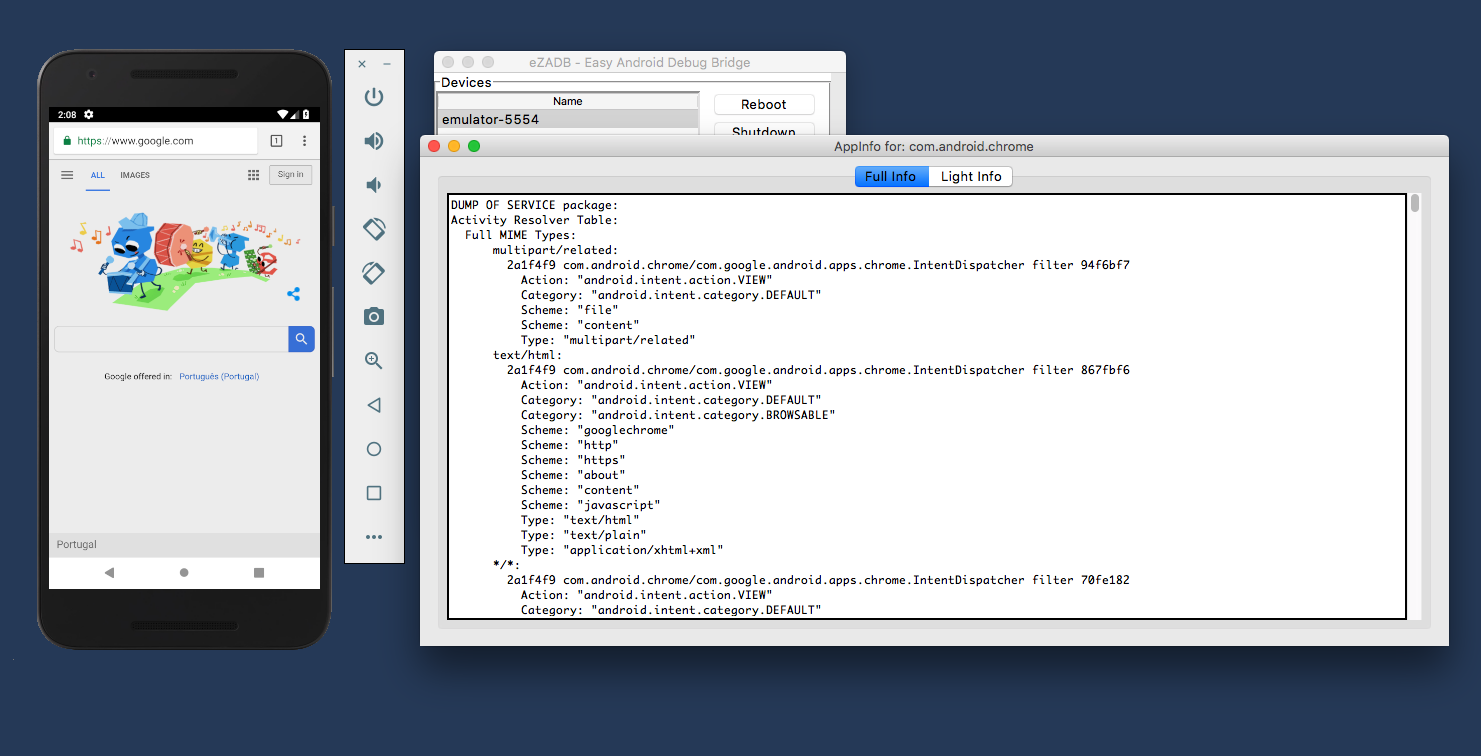 2:08
https://www.google.com
1
ALL
IMAGES
Sign in
Google offered in: Português (Portugal)
Portugal
eZADB - Easy Android Debug Bridge
Devices
Name
emulator-5554
Reboot
Shutdown
AppInfo for: com.android.chrome
Full Info
Light Info
DUMP OF SERVICE package:
Activity Resolver Table:
Full MIME Types:
multipart/related:
2a1f4f9 com.android.chrome/com.google.android.apps.chrome.IntentDispatcher filter 94f6bf7
Action: "android.intent.action.VIEW"
Category: "android.intent.category.DEFAULT"
Scheme: "file"
Scheme: "content"
Type: "multipart/related"
text/html:
2a1f4f9 com.android.chrome/com.google.android.apps.chrome.IntentDispatcher filter 867fbf6
Action: "android.intent.action.VIEW"
Category: "android.intent.category.DEFAULT"
Category: "android.intent.category.BROWSABLE"
Scheme: "googlechrome"
Scheme: "http"
Scheme: "https"
Scheme: "about"
Scheme: "content"
Scheme: "javascript"
Type: "text/html"
Type: "text/plain"
Type: "application/xhtml+xml"
*/*:
2a1f4f9 com.android.chrome/com.google.android.apps.chrome.IntentDispatcher filter 70fe182
Action: "android.intent.action.VIEW"
Category: "android.intent.category.DEFAULT"